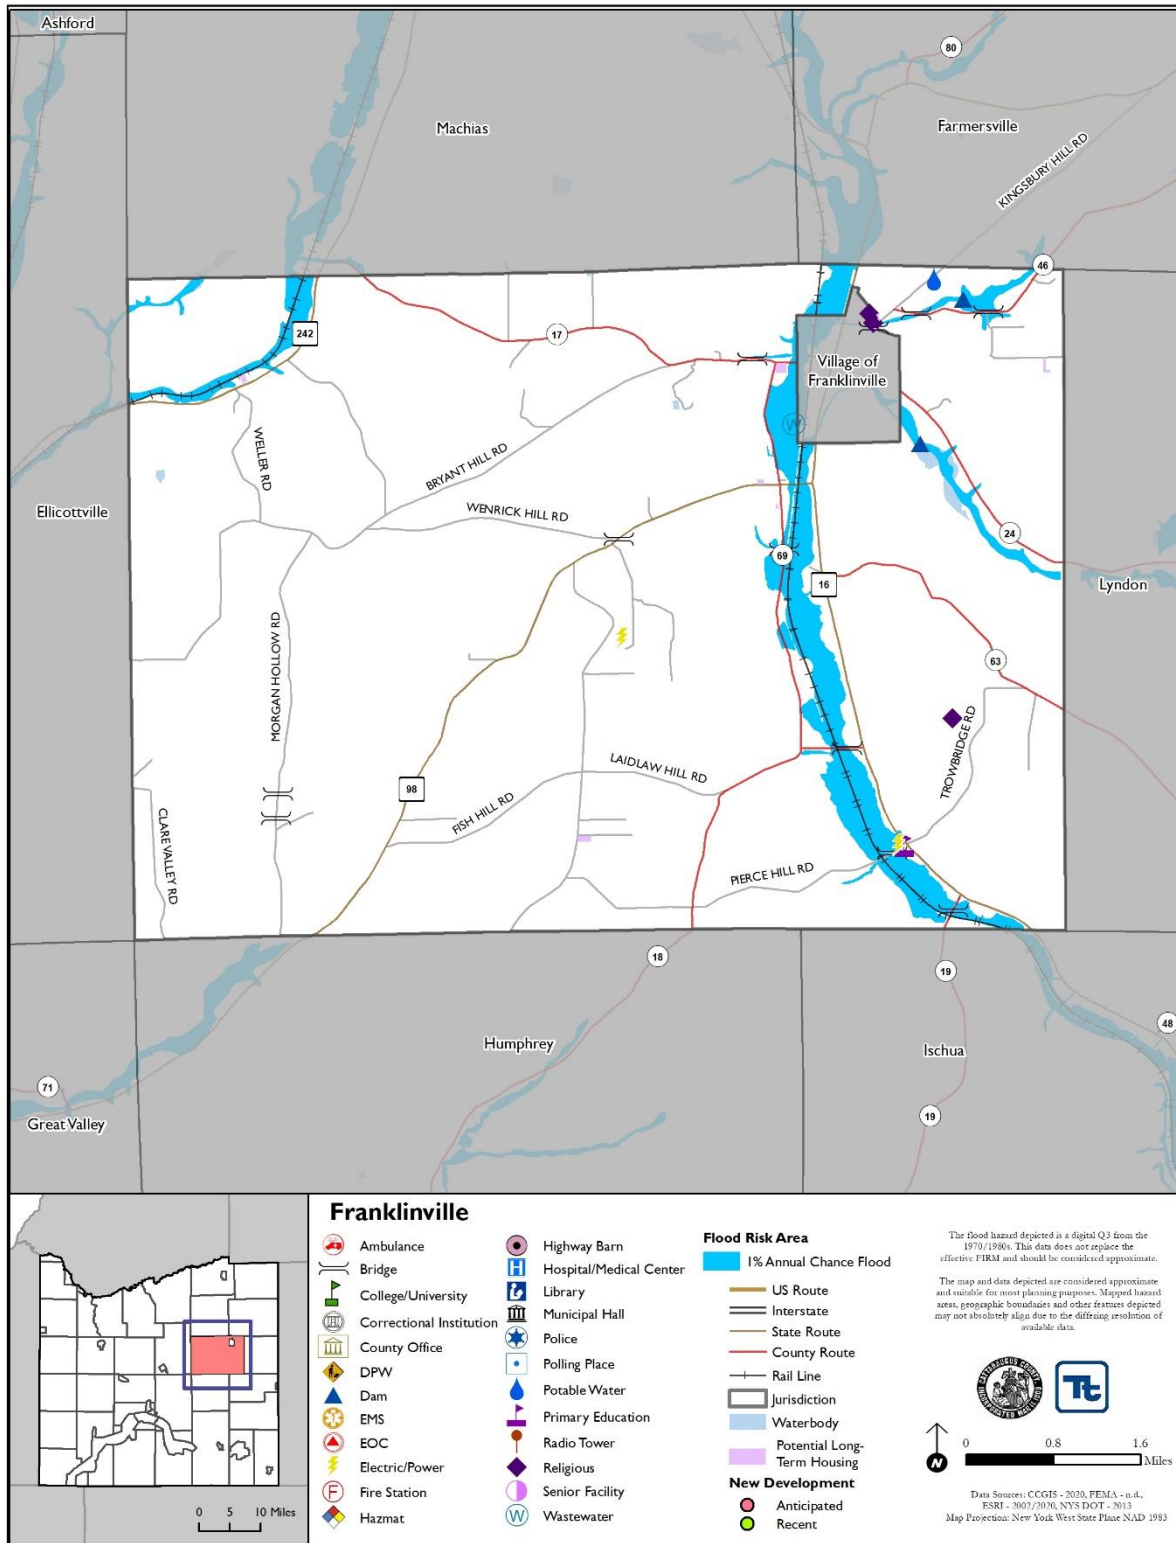 Ashford
80
Machias
Farmersville
KINGSBURY HILL RD
46
242
17
Village of
Franklinville
W
WELLER RD
BRYANT HILL RD
Ellicottville
WENRICK HILL RD
24
69
16
Lyndon
MORGAN HOLLOW RD
63
TROWBRIDGE RD
LAIDLAW HILL RD
98
FISH HILL RD
CLARE VALLEY RD
PIERCE HILL RD
18
19
48
Humphrey
Ischua
71
19
Great Valley
0 5 10 Miles
Franklinville
Ambulance
Bridge
College/University
Correctional Institution
County Office
DPW
Dam
EMS
EOC
Electric/Power
F Fire Station
Hazmat
Highway Barn
H Hospital/Medical Center
Library
Municipal Hall
Police
Polling Place
Potable Water
Primary Education
Radio Tower
Religious
Senior Facility
W Wastewater
Flood Risk Area
1% Annual Chance Flood
US Route
Interstate
State Route
County Route
Rail Line
Jurisdiction
Waterbody
Potential Long-
Term Housing
New Development
Anticipated
Recent
The flood hazard depicted is a digital Q3 from the
1970/1980s. This data does not replace the
effective FIRM and should be considered approximate.
The map and data depicted are considered approximate
and suitable for most planning purposes. Mapped hazard
areas, geographic boundaries and other features depicted
may not absolutely align due to the differing resolution of
available data.
Tt
N
0 0.8 1.6
Miles
Data Sources: CCGIS - 2020, FEMA - n.d.,
ESRI - 2002/2020, NYS DOT - 2013
Map Projection: New York West State Plane NAD 1983